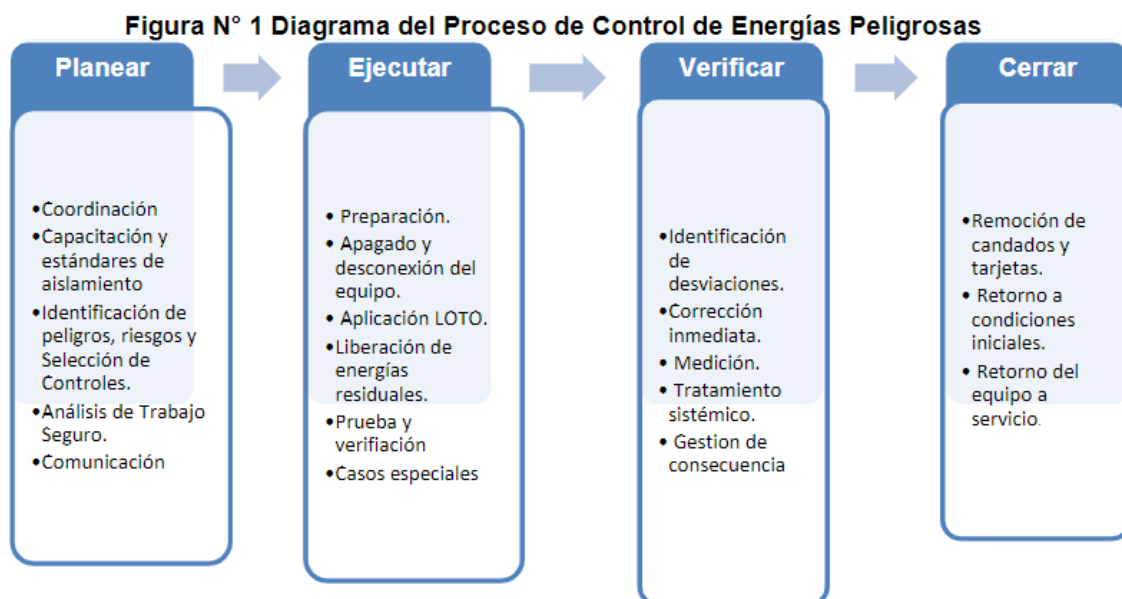 Figura N° 1 Diagrama del Proceso de Control de Energías Peligrosas
Planear
•Coordinación
•Capacitación y
estándares de
aislamiento
•Identificación de
peligros, riesgos y
Selección de
Controles.
•Análisis de Trabajo
Seguro.
•Comunicación
Ejecutar
• Preparación.
• Apagado y
desconexión del
equipo.
• Aplicación LOTO.
•Liberación de
energías
residuales.
• Prueba y
verifiación
•Casos especiales
Verificar
•Identificación
de
desviaciones.
•Corrección
inmediata.
• Medición.
• Tratamiento
sistémico.
• Gestion de
consecuencia
Cerrar
•Remoción de
candados y
tarjetas.
• Retorno a
condiciones
iniciales.
• Retorno del
equipo a
servicio.